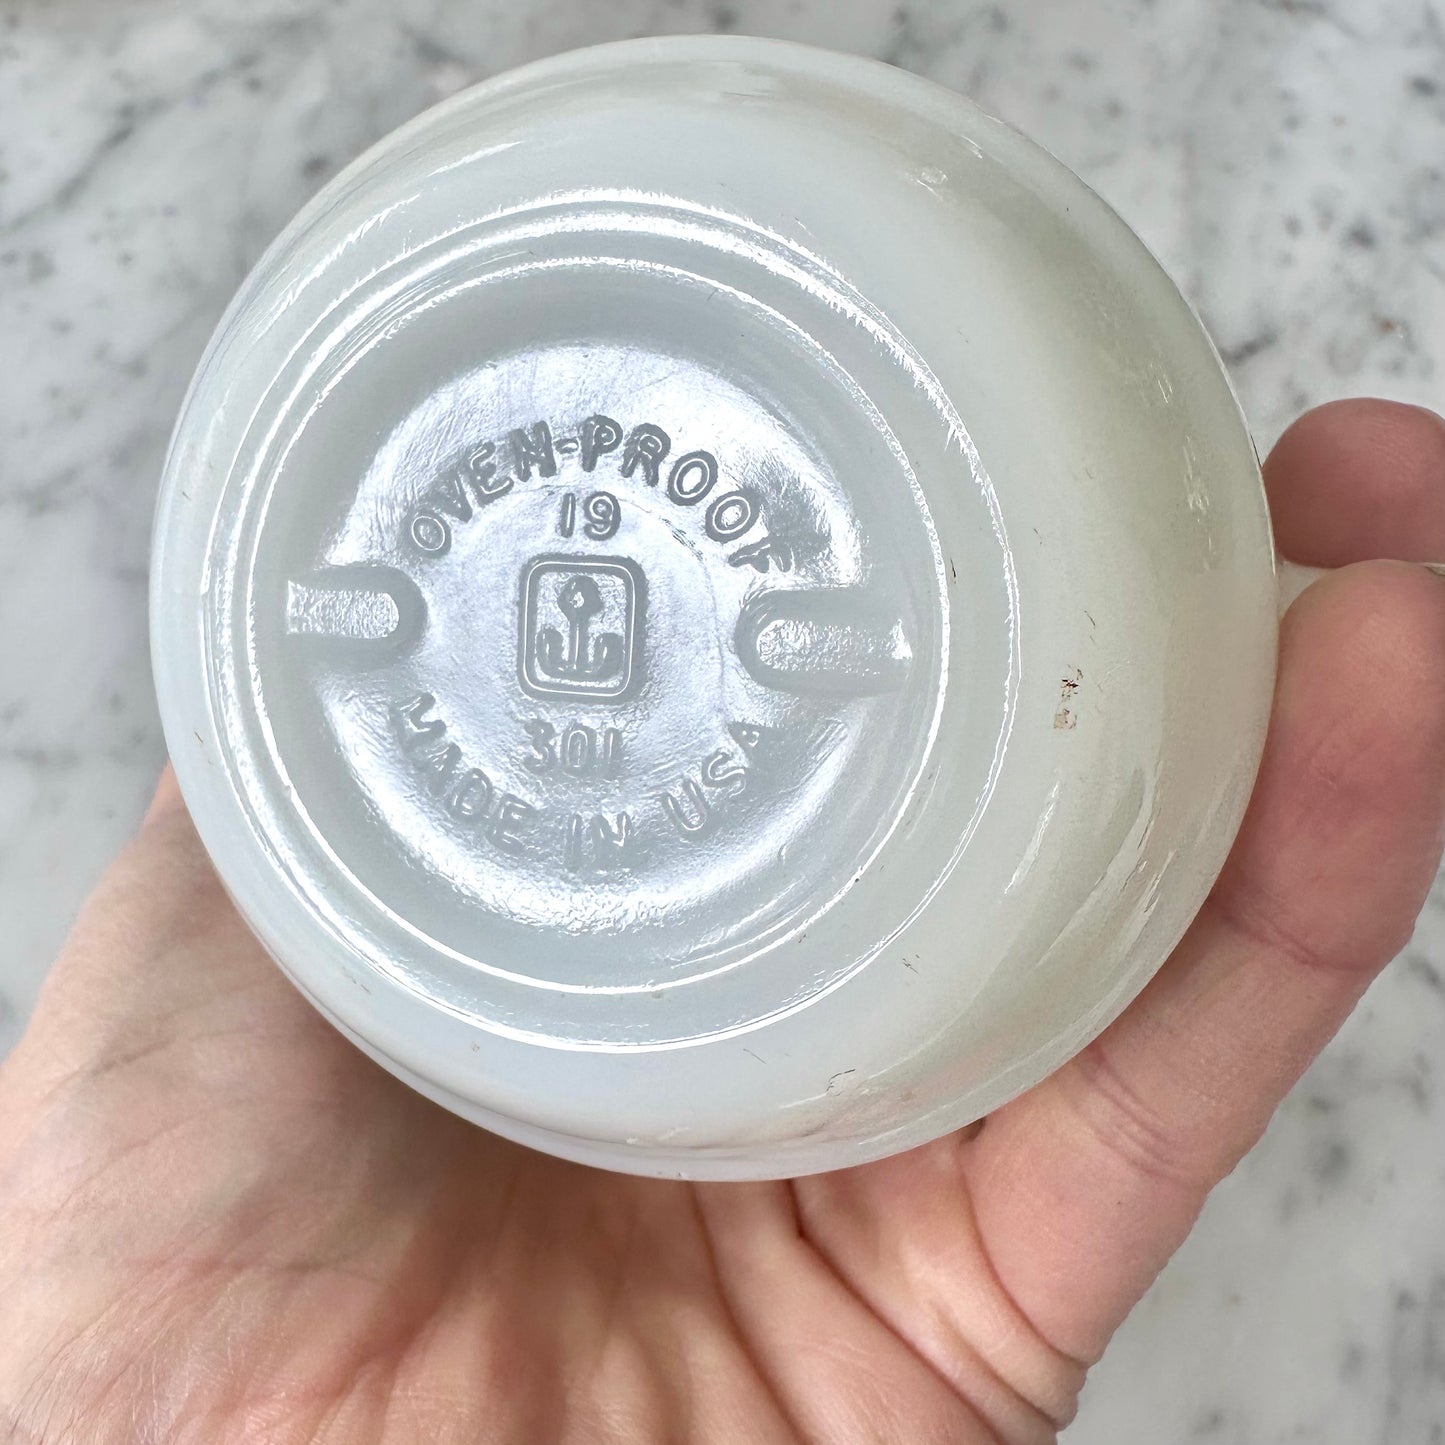 OVEN-PROOF
19
301
MADE IN USA